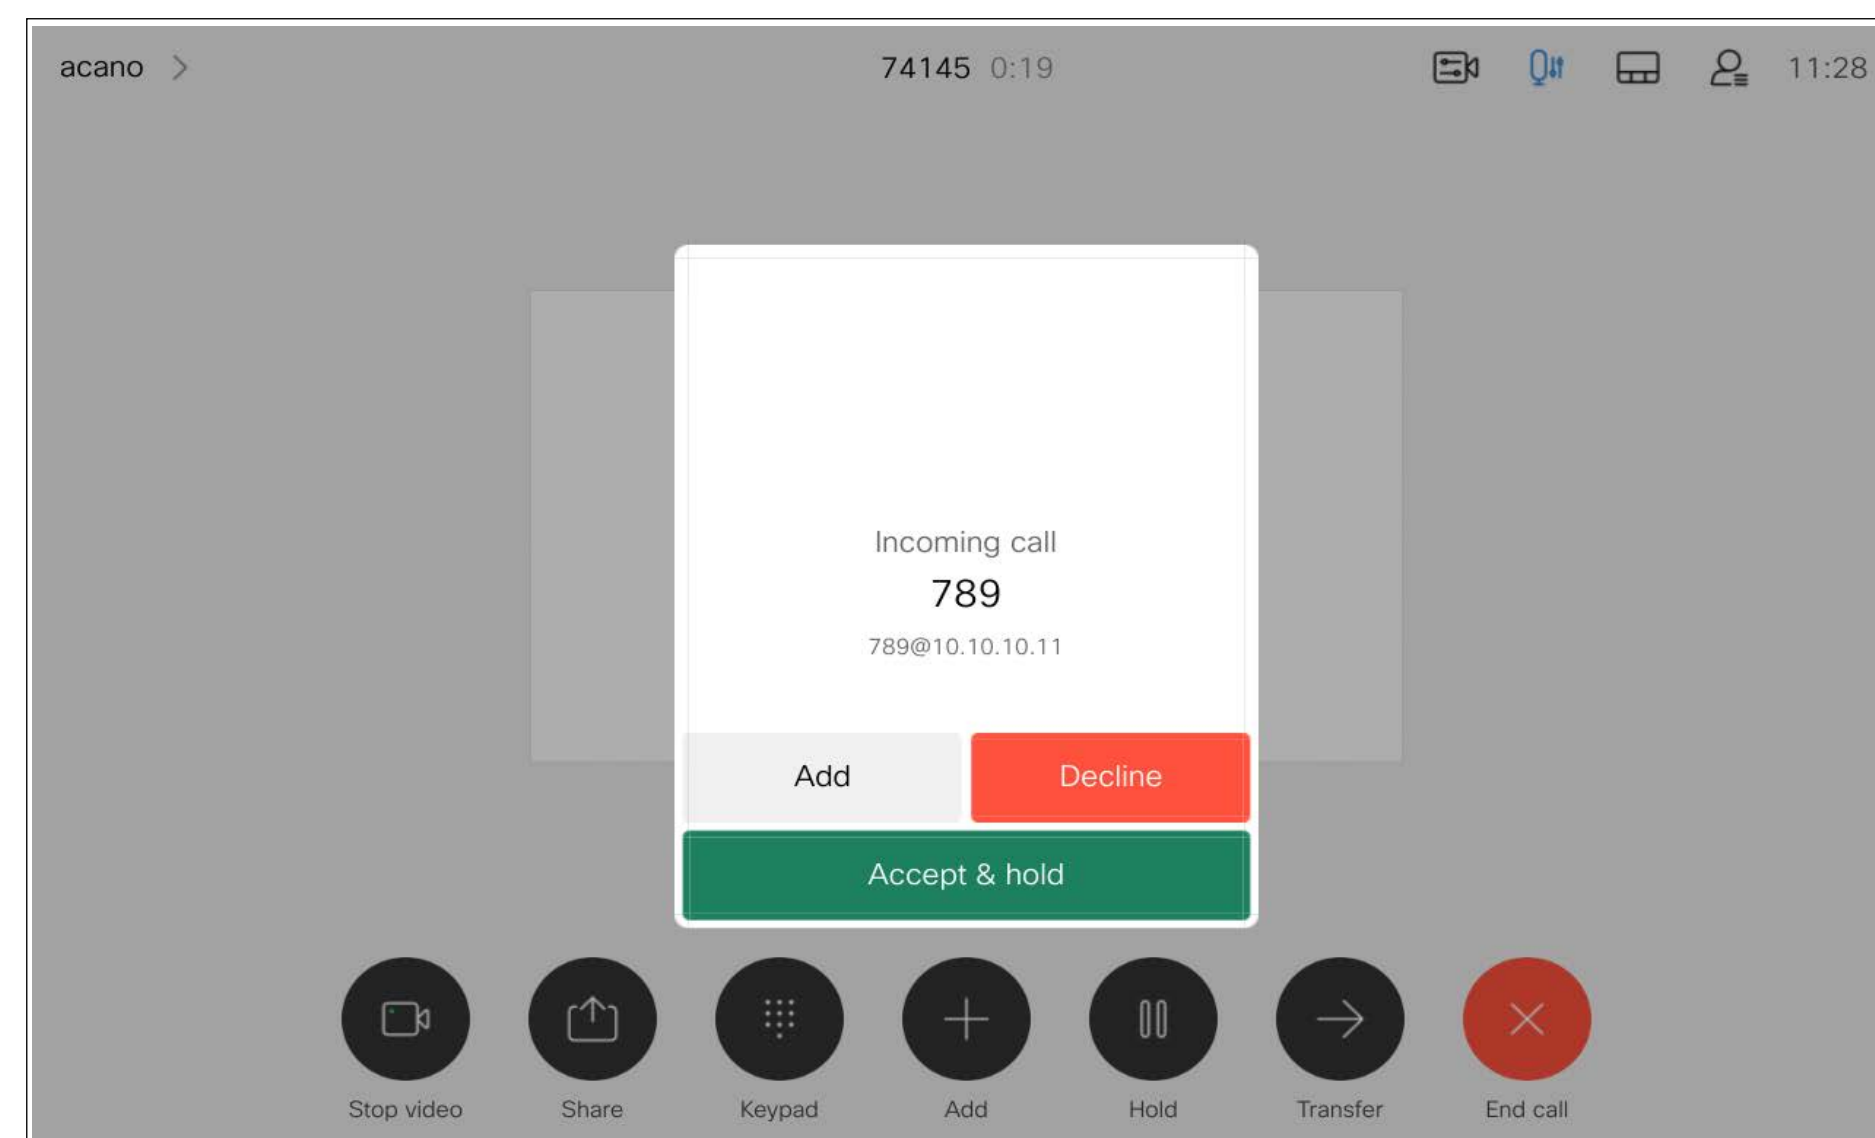 acano
74145 0:19
11:28
Incoming call
789
789@10.10.10.11
Add
Decline
Accept & hold
Stop video
Share
Keypad
Add
Hold
Transfer
End call